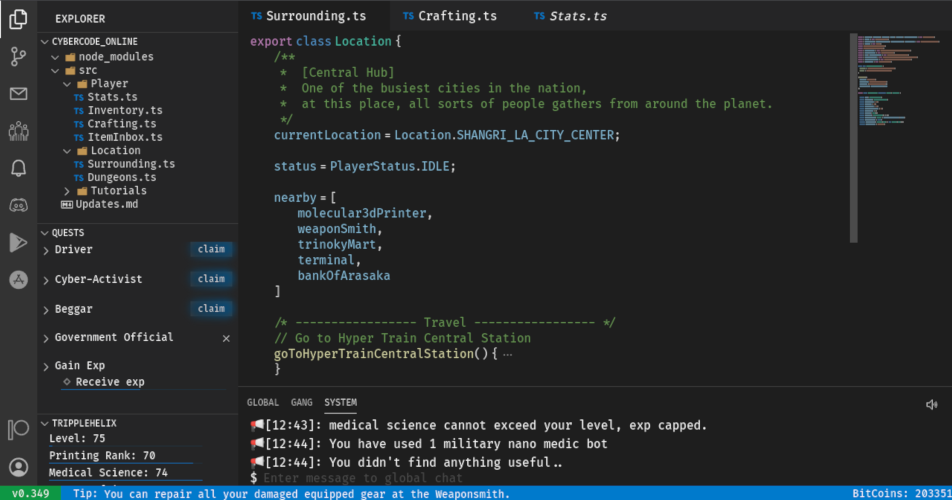 EXPLORER
CYBERCODE_ONLINE
node_modules
src
Player
TS Stats.ts
TS Inventory.ts
TS Crafting.ts
TS ItemInbox.ts
Location
TS Surrounding.ts
TS Dungeons.ts
Tutorials
Updates.md
QUESTS
Driver claim
Cyber-Activist claim
Beggar claim
Government Official ×
Gain Exp
Receive exp
TRIPPLEHELIX
Level: 75
Printing Rank: 70
Medical Science: 74
TS Surrounding.ts TS Crafting.ts TS Stats.ts
export class Location {
/**
* [Central Hub]
* One of the busiest cities in the nation,
* at this place, all sorts of people gathers from around the planet.
*/
currentLocation = Location.SHANGRI_LA_CITY_CENTER;
status = PlayerStatus.IDLE;
nearby = [
molecular3dPrinter,
weaponSmith,
trinokyMart,
terminal,
bankOfArasaka
]
/* ----------------- Travel ----------------- */
// Go to Hyper Train Central Station
goToHyperTrainCentralStation() { ⋯
}
GLOBAL GANG SYSTEM
[12:43]: medical science cannot exceed your level, exp capped.
[12:44]: You have used 1 military nano medic bot
[12:44]: You didn't find anything useful..
$ Enter message to global chat
v0.349 Tip: You can repair all your damaged equipped gear at the Weaponsmith. BitCoins: 203351